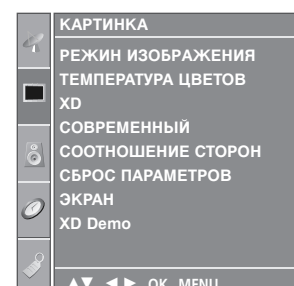 КАРТИНКА
РЕЖИН ИЗОБРАЖЕНИЯ
ТЕМПЕРАТУРА ЦВЕТОВ
XD
СОВРЕМЕННЫЙ
СООТНОШЕНИЕ СТОРОН
СБРОС ПАРАМЕТРОВ
ЭКРАН
XD Demo
▲▼ ◄ ► OK MENU